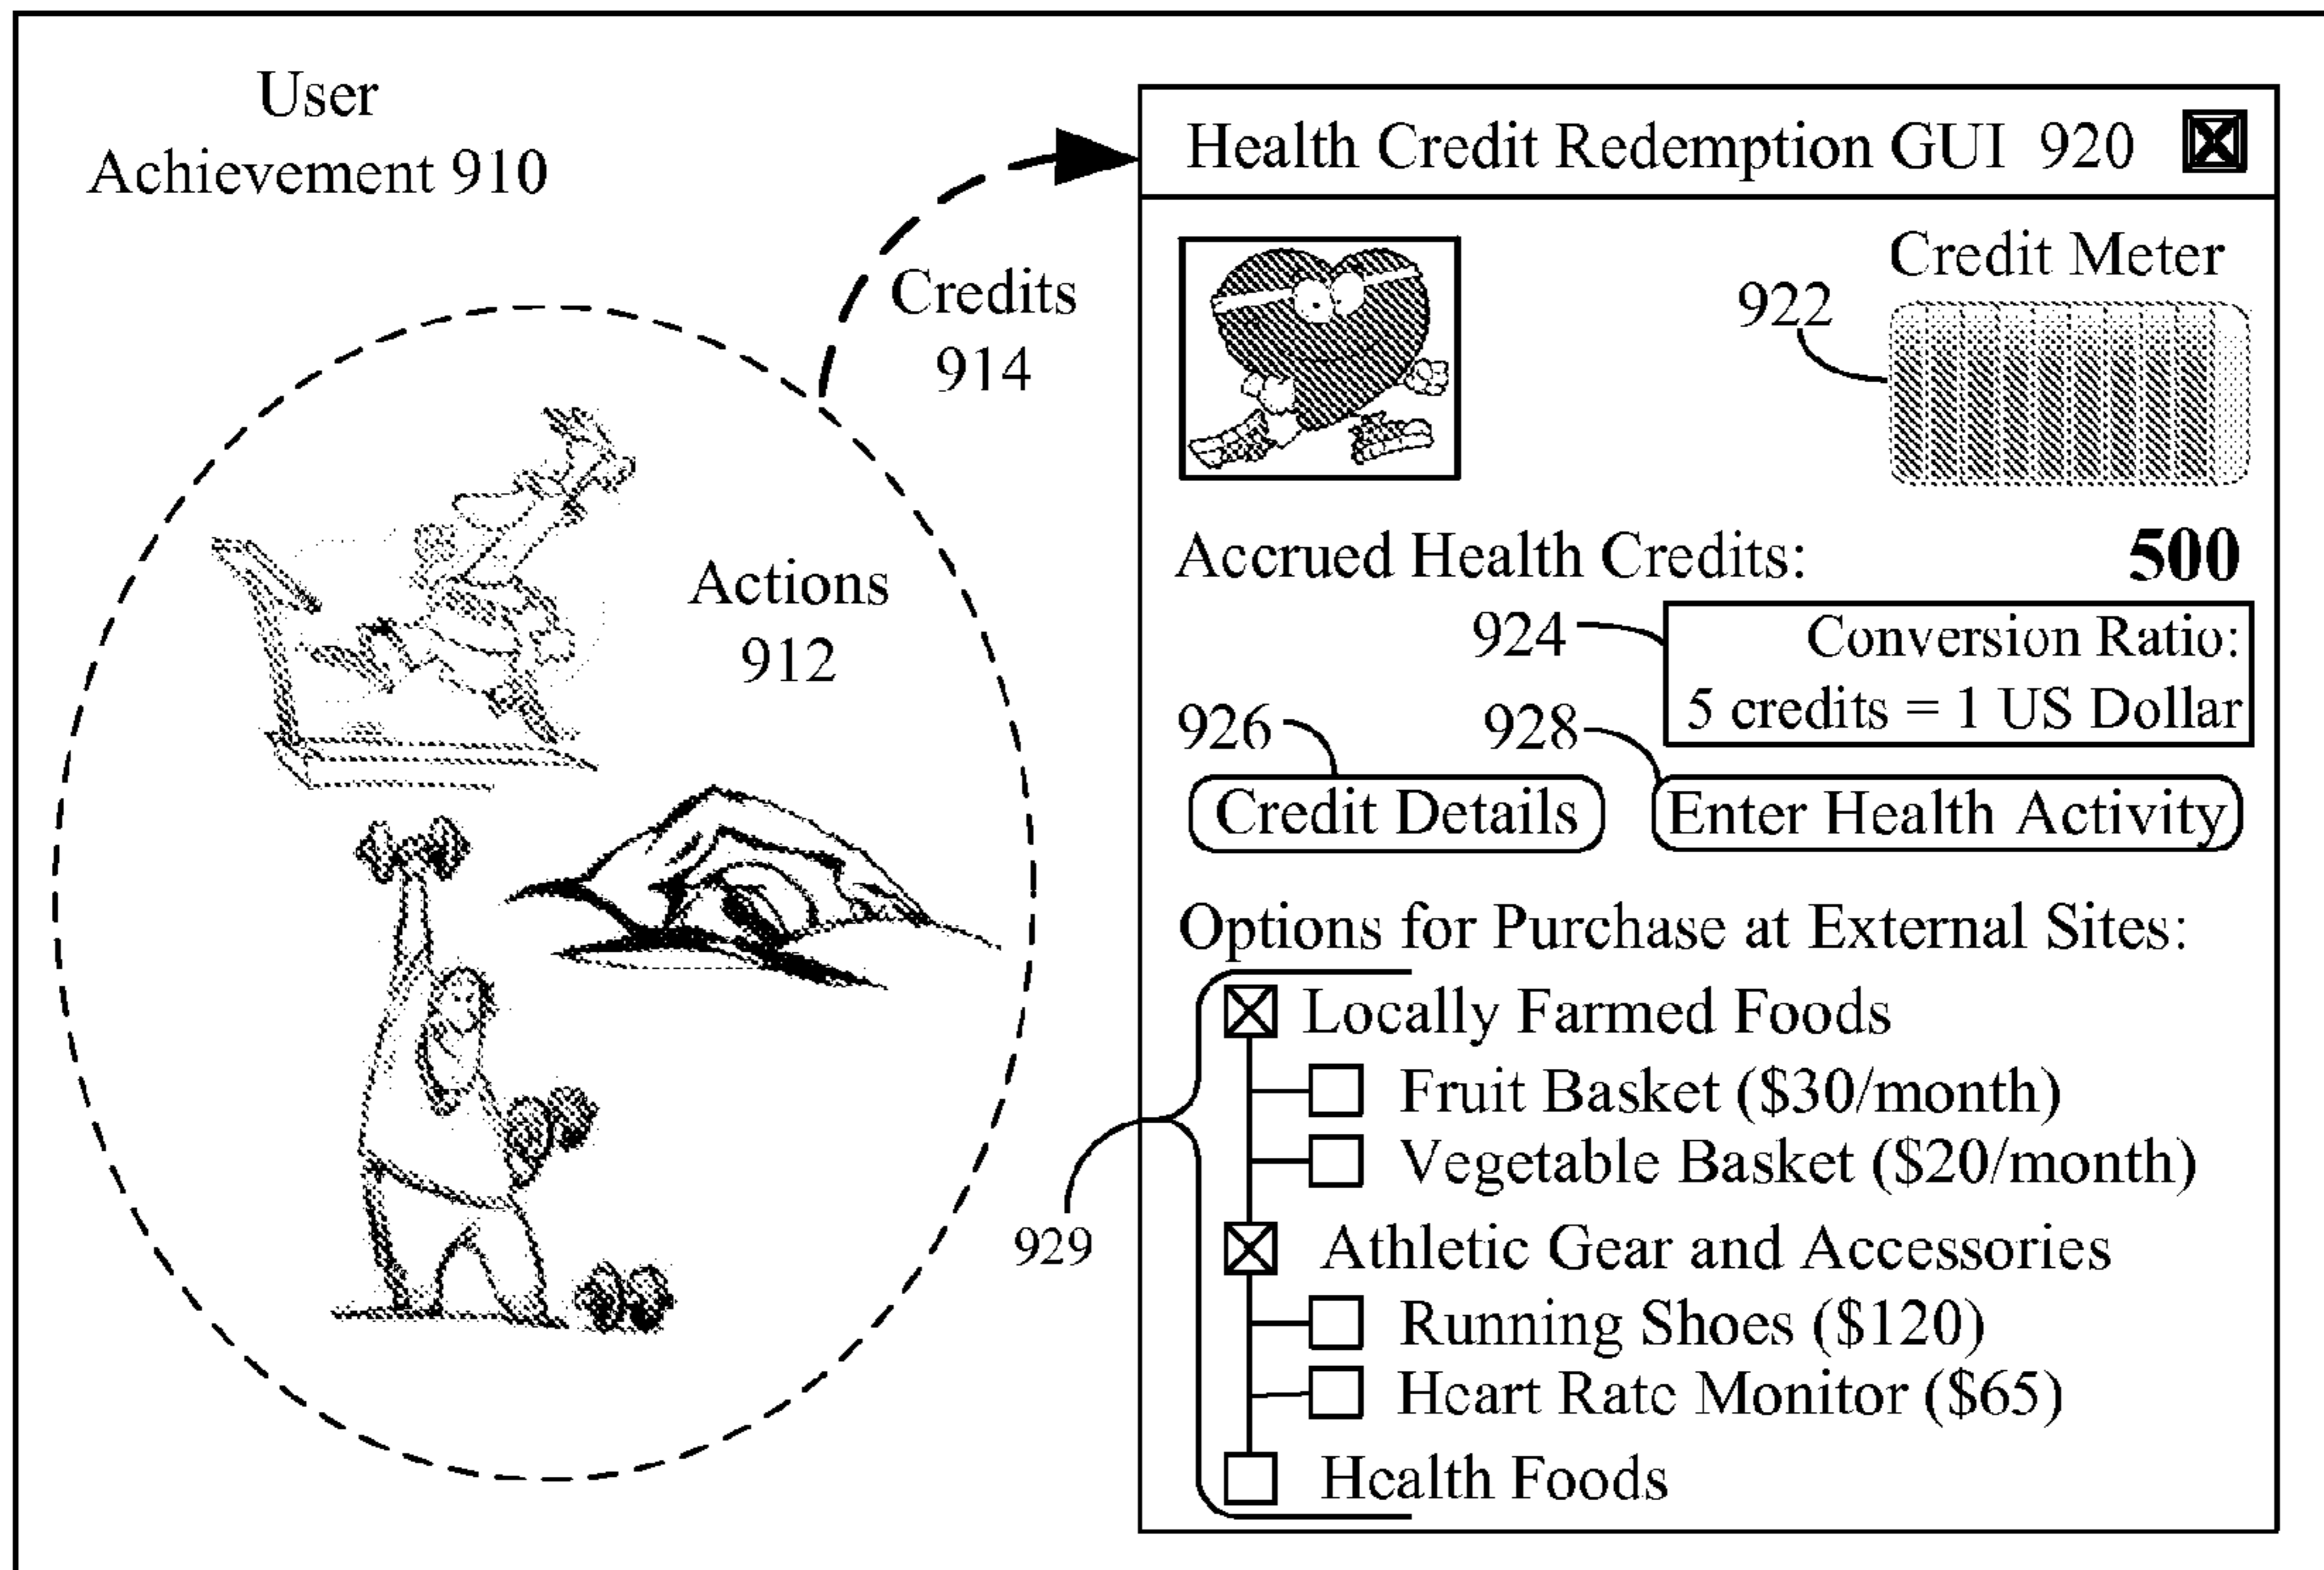 User
Achievement 910
Credits
914
Actions
912
Health Credit Redemption GUI 920
Credit Meter
922
Accrued Health Credits: 500
924
Conversion Ratio:
5 credits = 1 US Dollar
926
928
Credit Details
Enter Health Activity
Options for Purchase at External Sites:
Locally Farmed Foods
Fruit Basket ($30/month)
Vegetable Basket ($20/month)
929
Athletic Gear and Accessories
Running Shoes ($120)
Heart Rate Monitor ($65)
Health Foods